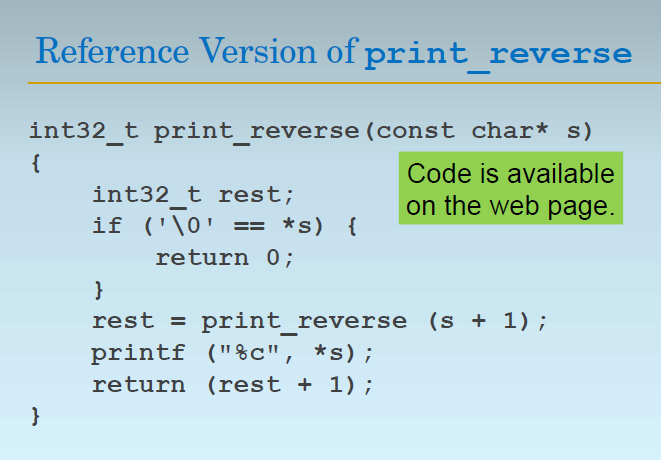 Reference Version of print_reverse
int32_t print_reverse(const char* s)
{
Code is available
on the web page.
    int32_t rest;
    if ('\0' == *s) {
        return 0;
    }
    rest = print_reverse (s + 1);
    printf ("%c", *s);
    return (rest + 1);
}